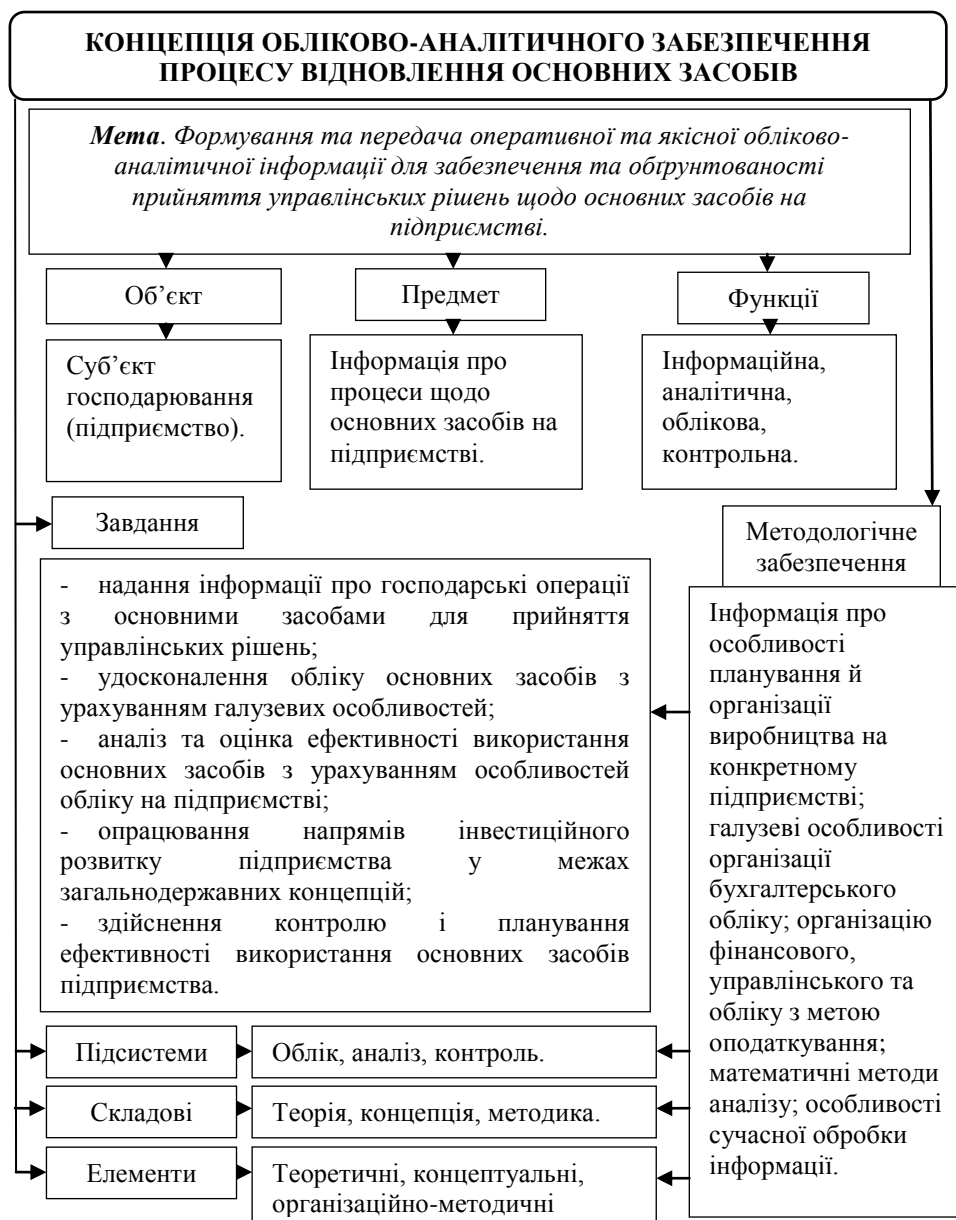 КОНЦЕПЦІЯ ОБЛІКОВО-АНАЛІТИЧНОГО ЗАБЕЗПЕЧЕННЯ
ПРОЦЕСУ ВІДНОВЛЕННЯ ОСНОВНИХ ЗАСОБІВ
Мета. Формування та передача оперативної та якісної обліково-
аналітичної інформації для забезпечення та обґрунтованості
прийняття управлінських рішень щодо основних засобів на
підприємстві.
Об’єкт
Предмет
Функції
Суб’єкт
господарювання
(підприємство).
Інформація про
процеси щодо
основних засобів на
підприємстві.
Інформаційна,
аналітична,
облікова,
контрольна.
Завдання
- надання інформації про господарські операції
з основними засобами для прийняття
управлінських рішень;
- удосконалення обліку основних засобів з
урахуванням галузевих особливостей;
- аналіз та оцінка ефективності використання
основних засобів з урахуванням особливостей
обліку на підприємстві;
- опрацювання напрямів інвестиційного
розвитку підприємства у межах
загальнодержавних концепцій;
- здійснення контролю і планування
ефективності використання основних засобів
підприємства.
Методологічне
забезпечення
Інформація про
особливості
планування й
організації
виробництва на
конкретному
підприємстві;
галузеві особливості
організації
бухгалтерського
обліку; організацію
фінансового,
управлінського та
обліку з метою
оподаткування;
математичні методи
аналізу; особливості
сучасної обробки
інформації.
Підсистеми
Облік, аналіз, контроль.
Складові
Теорія, концепція, методика.
Елементи
Теоретичні, концептуальні,
організаційно-методичні